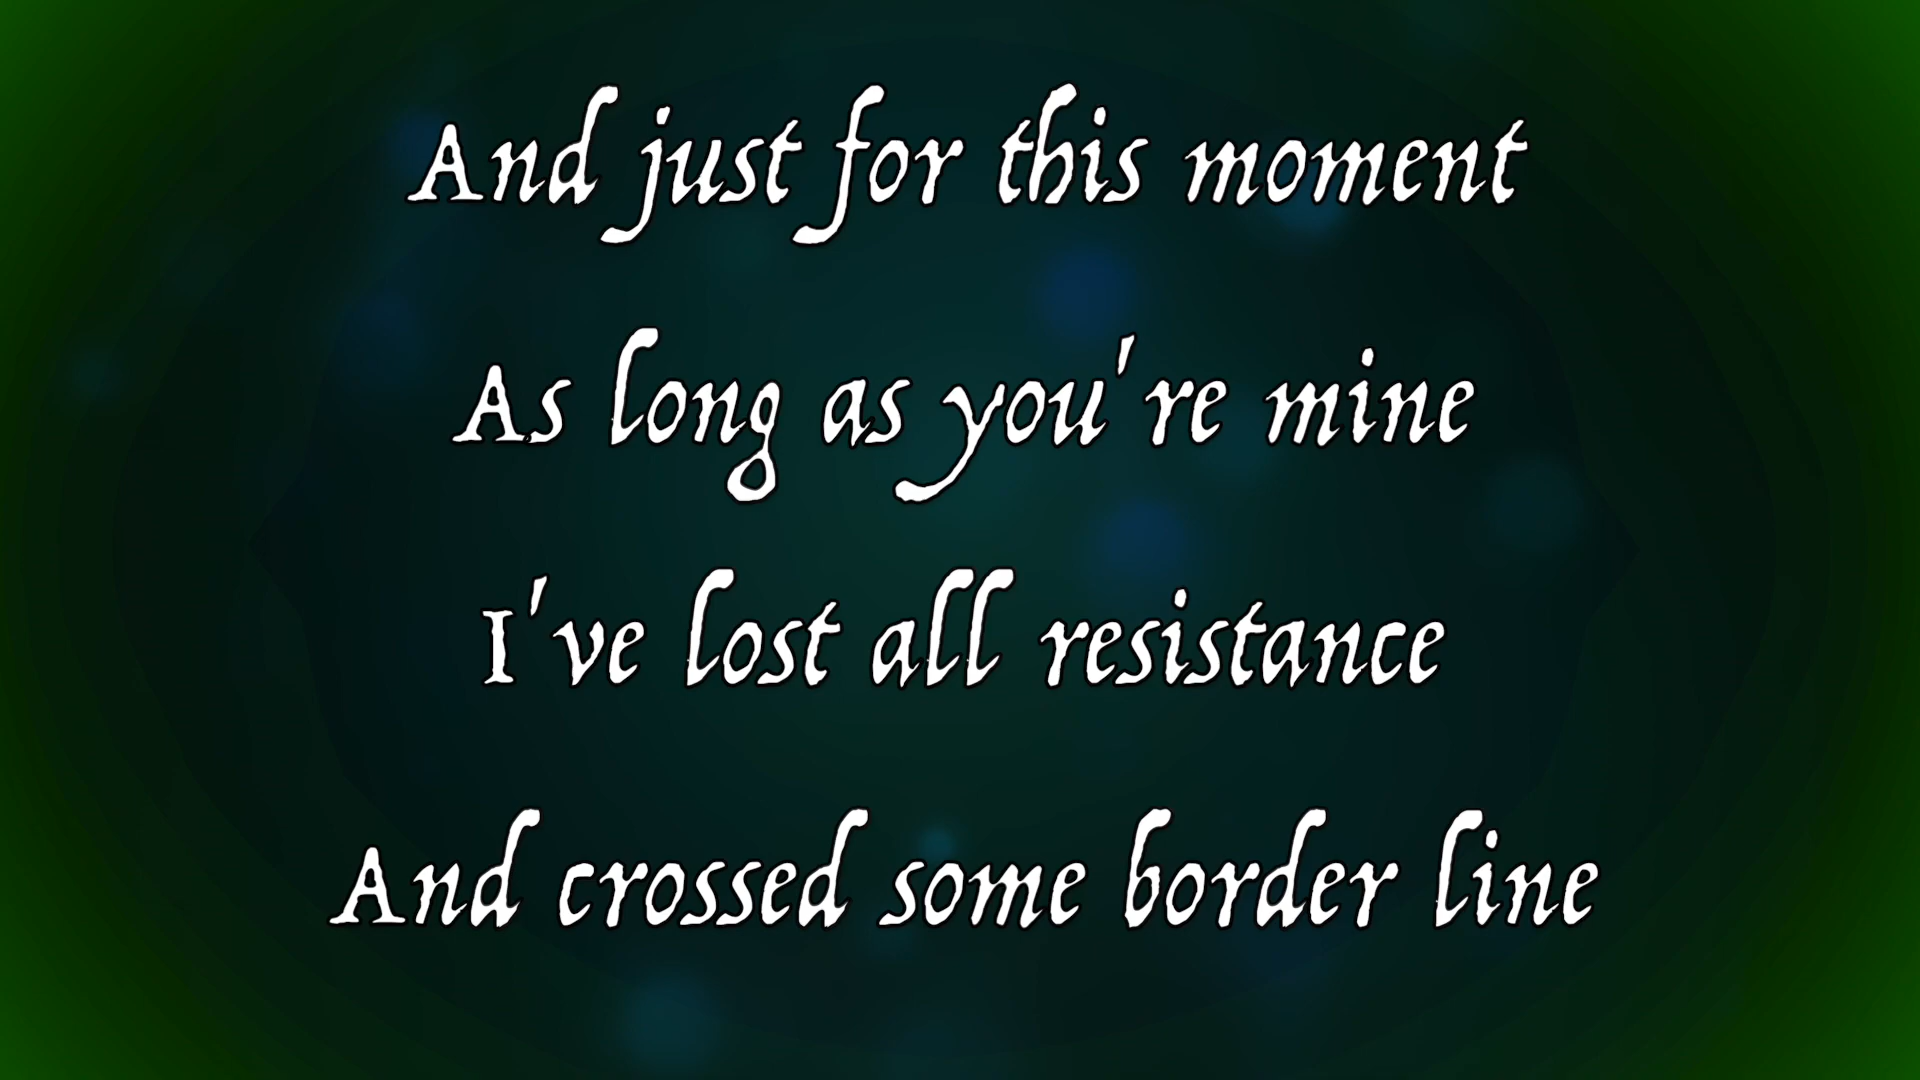 And just for this moment
As long as you're mine
I've lost all resistance
And crossed some border line